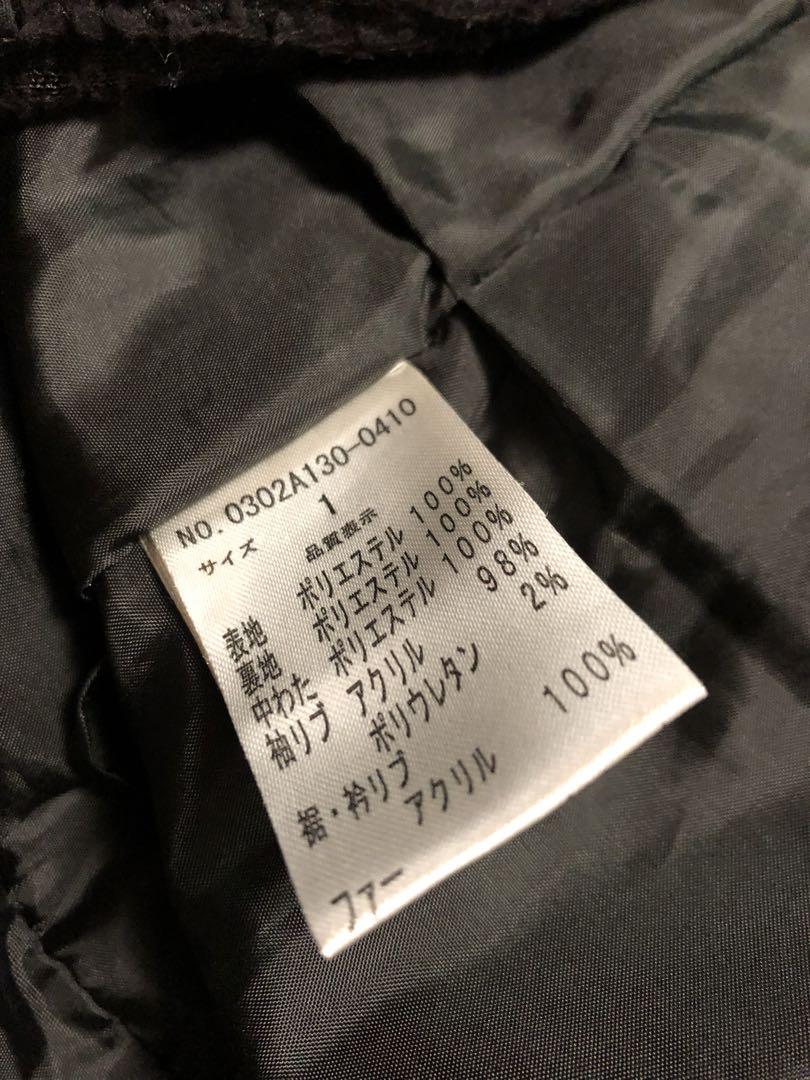 NO.0302A130-0410
サイズ 1
品質表示
表地 ポリエステル 100%
裏地 ポリエステル 100%
中わた ポリエステル 100%
袖リブ アクリル 98%
ポリウレタン 2%
裾・衿リブ
アクリル 100%
ファー